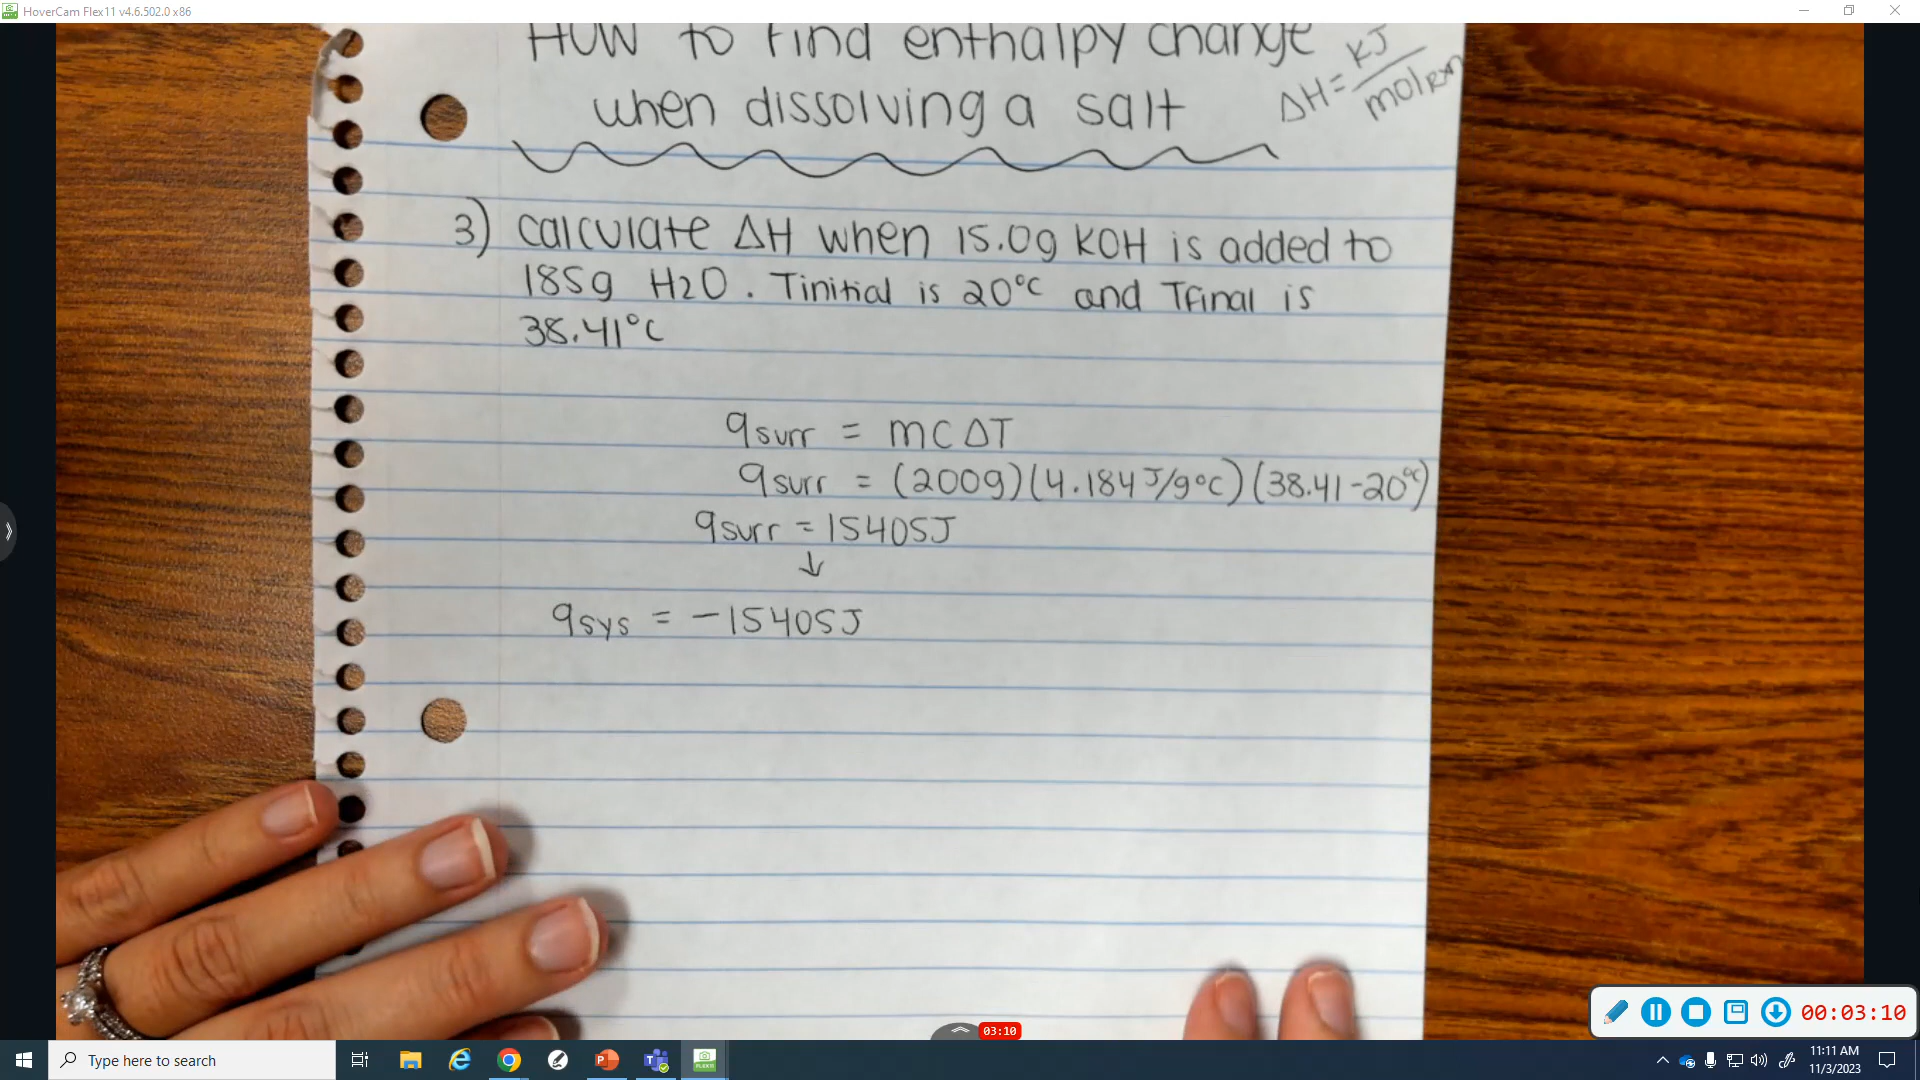 HoverCam Flex11 v4.6.502.0 x86
How to find enthalpy change
when dissolving a salt
ΔH = kJ/molrxn
3) Calculate ΔH when 15.0g KOH is added to
185g H2O. Tinitial is 20°C and Tfinal is
38.41°C
qsurr = mCΔT
qsurr = (200g)(4.184J/g°C)(38.41-20°C)
qsurr = 15405J
↓
qsys = -15405J
00:03:10
03:10
Type here to search
11:11 AM
11/3/2023